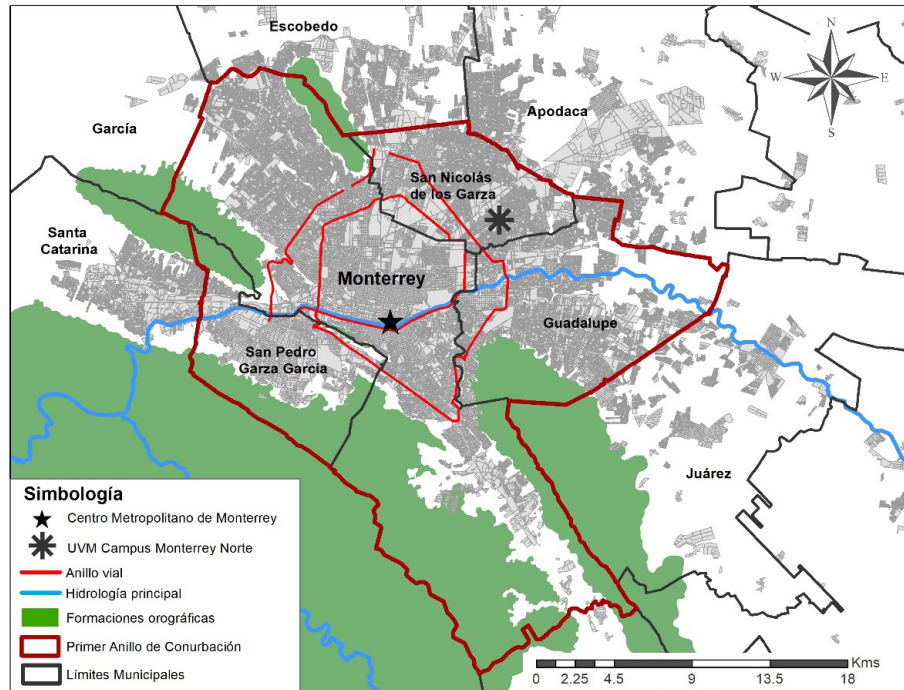 Escobedo
N
W
E
S
Apodaca
García
San Nicolás
de los Garza
Santa
Catarina
Monterrey
Guadalupe
San Pedro
Garza García
Juárez
Simbología
Centro Metropolitano de Monterrey
UVM Campus Monterrey Norte
Anillo vial
Hidrología principal
Formaciones orográficas
Primer Anillo de Conurbación
Límites Municipales
Kms
0 2.25 4.5 9 13.5 18